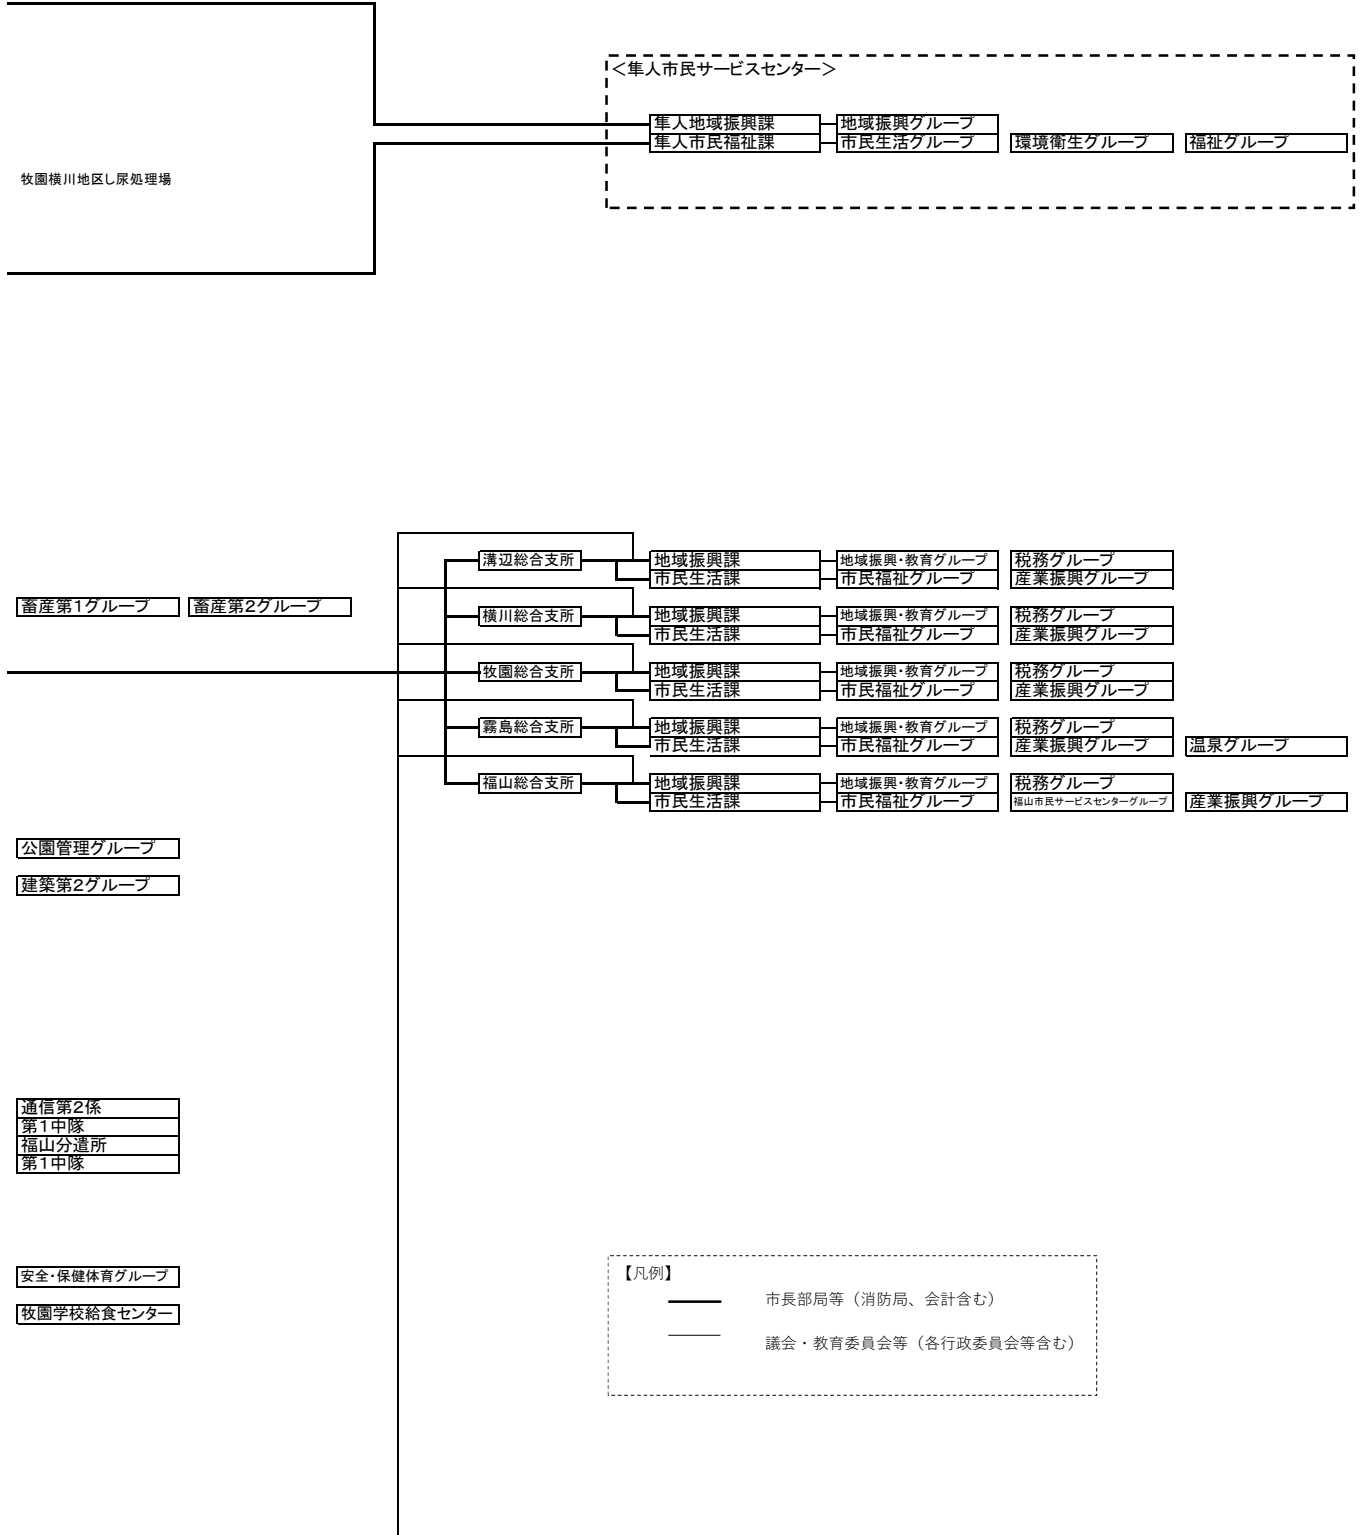 ＜隼人市民サービスセンター＞
隼人地域振興課 地域振興グループ
隼人市民福祉課 市民生活グループ 環境衛生グループ 福祉グループ
牧園横川地区し尿処理場
溝辺総合支所 地域振興課 地域振興・教育グループ 税務グループ
市民生活課 市民福祉グループ 産業振興グループ
畜産第１グループ 畜産第２グループ
横川総合支所 地域振興課 地域振興・教育グループ 税務グループ
市民生活課 市民福祉グループ 産業振興グループ
牧園総合支所 地域振興課 地域振興・教育グループ 税務グループ
市民生活課 市民福祉グループ 産業振興グループ
霧島総合支所 地域振興課 地域振興・教育グループ 税務グループ
市民生活課 市民福祉グループ 産業振興グループ 温泉グループ
福山総合支所 地域振興課 地域振興・教育グループ 税務グループ
市民生活課 市民福祉グループ 福山市民サービスセンターグループ 産業振興グループ
公園管理グループ
建築第２グループ
通信第２係
第１中隊
福山分遣所
第１中隊
安全・保健体育グループ
牧園学校給食センター
【凡例】
市長部局等（消防局、会計含む）
議会・教育委員会等（各行政委員会等含む）